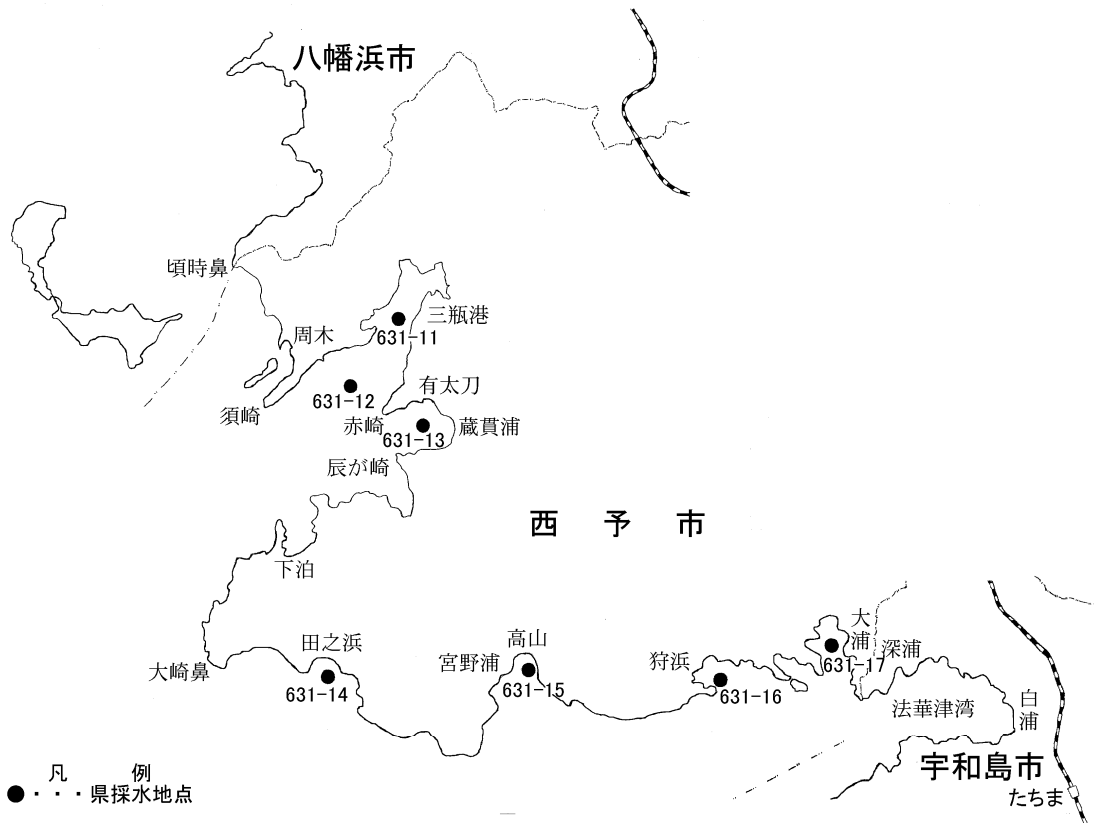 八幡浜市
頃時鼻
三瓶港
周木
631-11
有太刀
631-12
須崎
赤崎
蔵貫浦
631-13
辰が崎
西予市
下泊
大浦
高山
田之浜
深浦
宮野浦
狩浜
631-17
大崎鼻
631-14
631-15
631-16
白浦
法華津湾
宇和島市
凡例
●・・・県採水地点
たちま